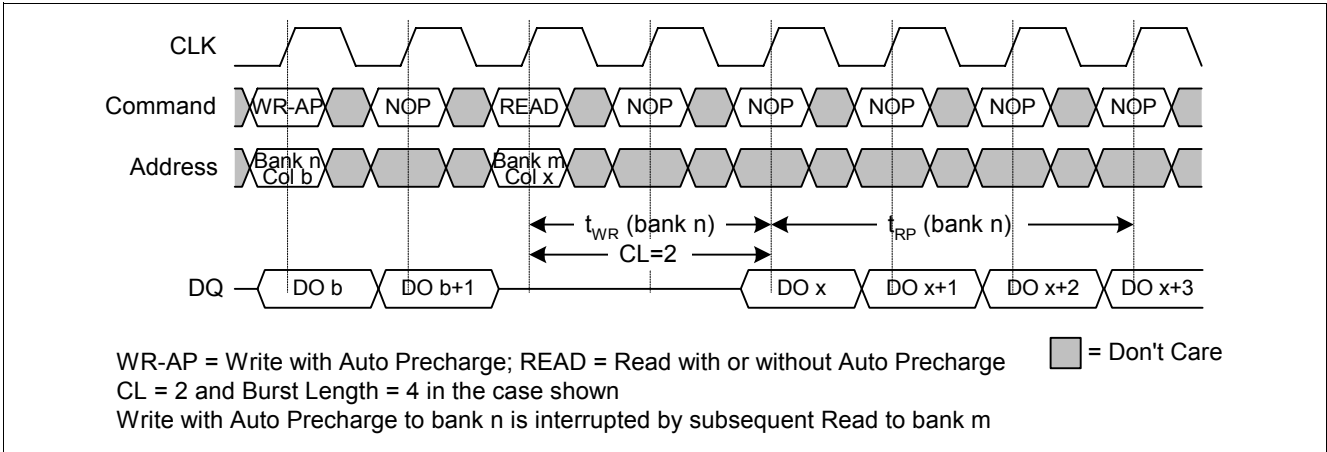 CLK
Command WR-AP NOP READ NOP NOP NOP NOP NOP
Address Bank n Col b Bank m Col x
tWR (bank n) tRP (bank n)
CL=2
DQ DO b DO b+1 DO x DO x+1 DO x+2 DO x+3
WR-AP = Write with Auto Precharge; READ = Read with or without Auto Precharge = Don't Care
CL = 2 and Burst Length = 4 in the case shown
Write with Auto Precharge to bank n is interrupted by subsequent Read to bank m